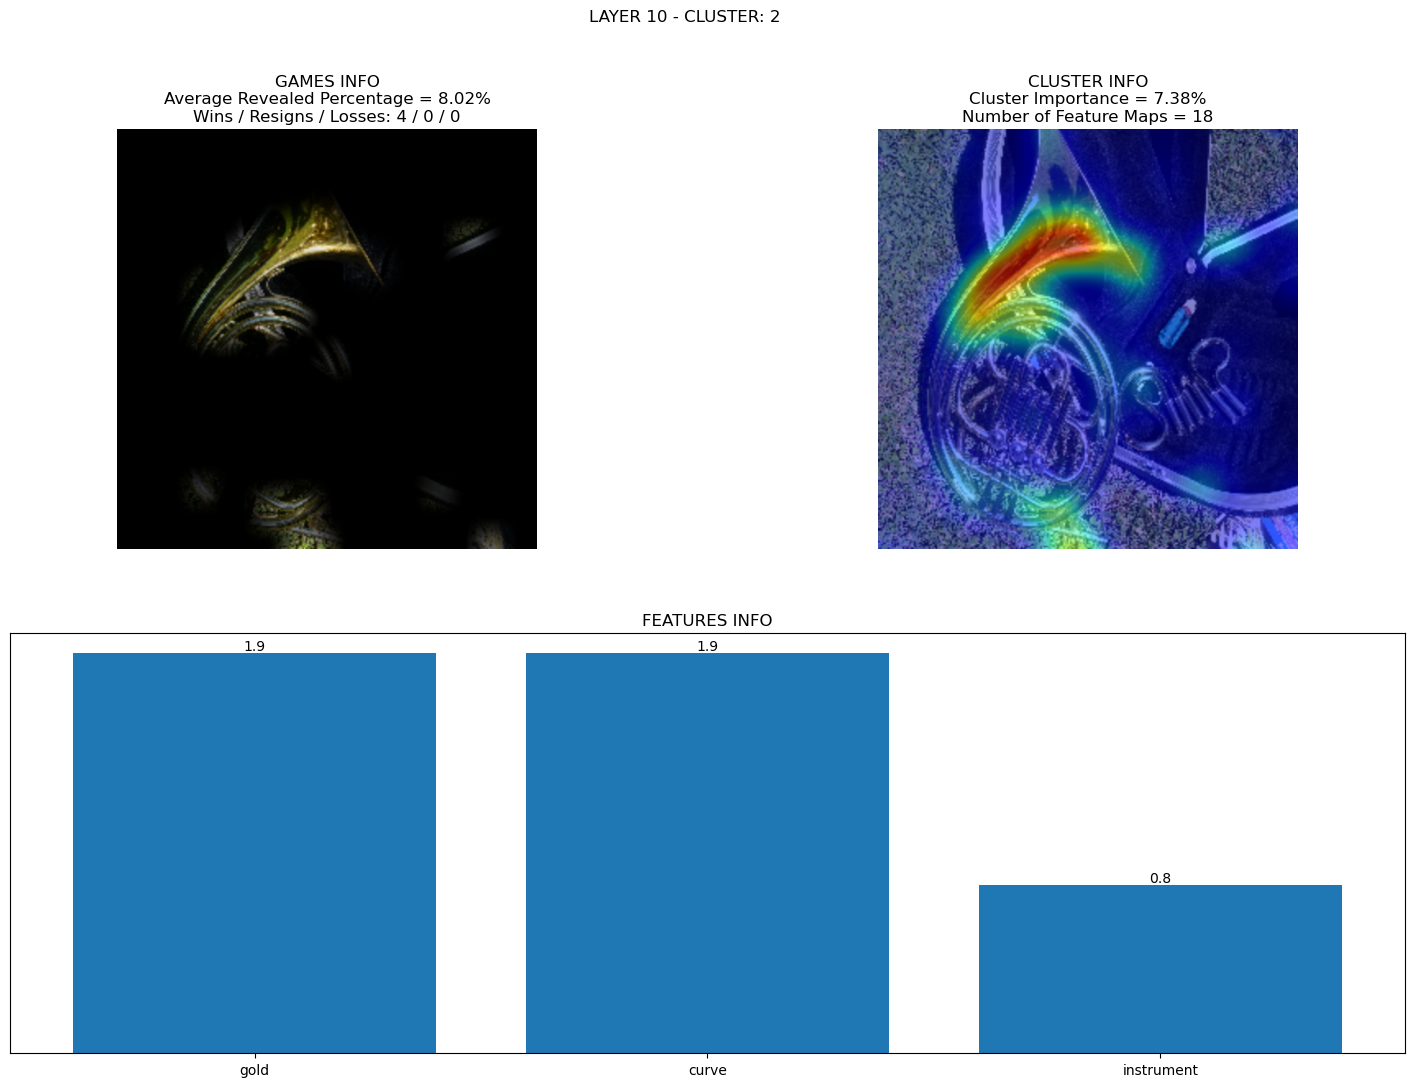 LAYER 10 - CLUSTER: 2
GAMES INFO
Average Revealed Percentage = 8.02%
Wins / Resigns / Losses: 4 / 0 / 0
CLUSTER INFO
Cluster Importance = 7.38%
Number of Feature Maps = 18
FEATURES INFO
1.9
1.9
0.8
gold
curve
instrument